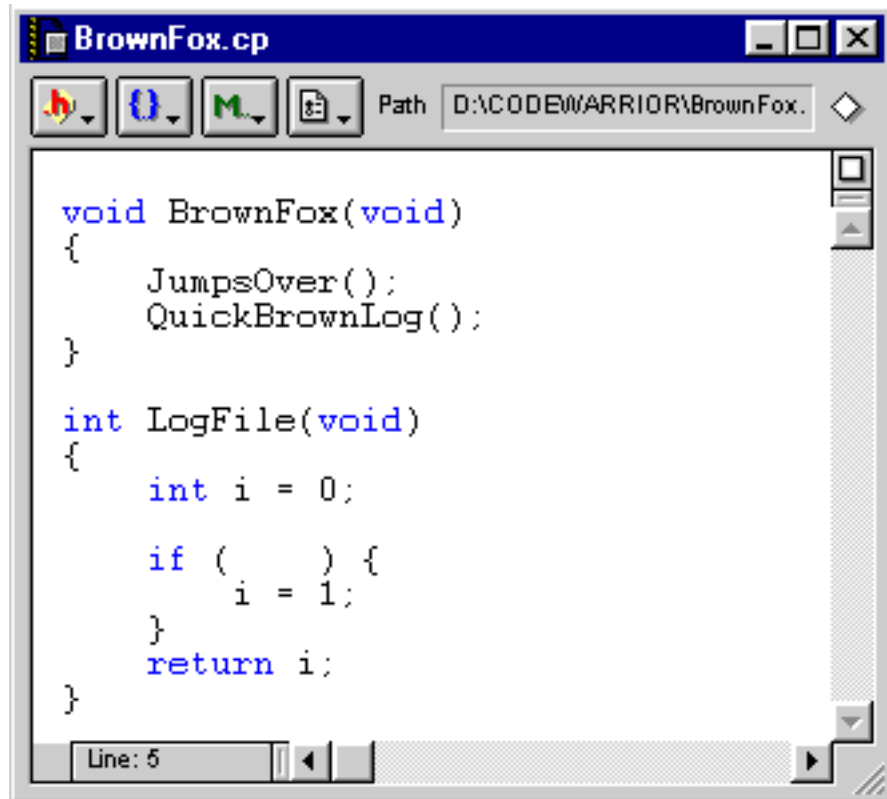 BrownFox.cp
h {} M.. Path D:\CODEWARRIOR\BrownFox.
void BrownFox(void)
{
    JumpsOver();
    QuickBrownLog();
}
int LogFile(void)
{
    int i = 0;
    if (    ) {
        i = 1;
    }
    return i;
}
Line: 5